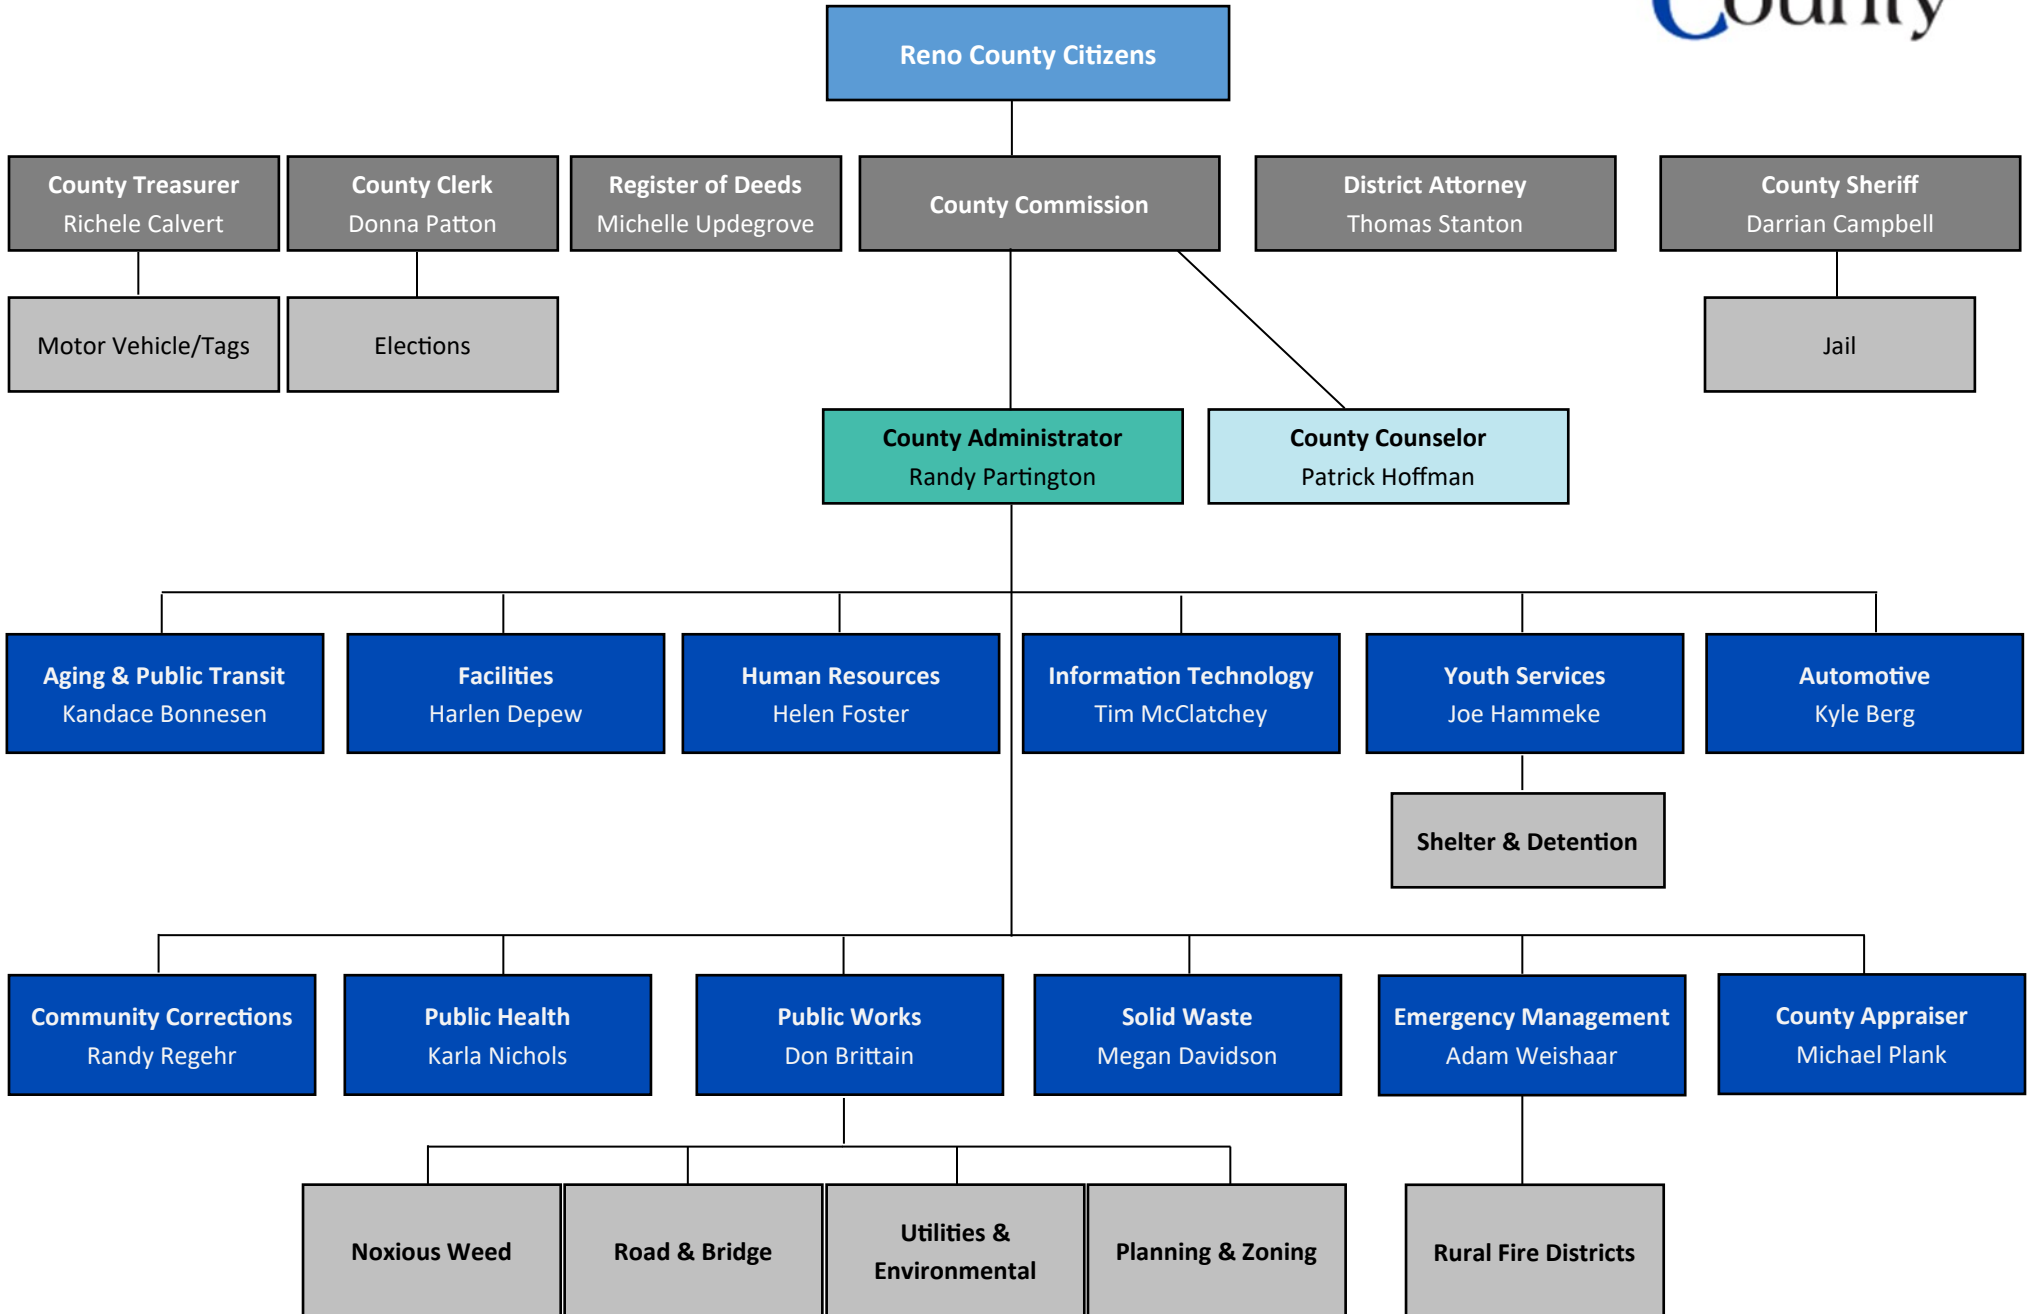 County
Reno County Citizens
County Treasurer
Richele Calvert
County Clerk
Donna Patton
Register of Deeds
Michelle Updegrove
County Commission
District Attorney
Thomas Stanton
County Sheriff
Darrian Campbell
Motor Vehicle/Tags
Elections
Jail
County Administrator
Randy Partington
County Counselor
Patrick Hoffman
Aging & Public Transit
Kandace Bonnesen
Facilities
Harlen Depew
Human Resources
Helen Foster
Information Technology
Tim McClatchey
Youth Services
Joe Hammeke
Automotive
Kyle Berg
Shelter & Detention
Community Corrections
Randy Regehr
Public Health
Karla Nichols
Public Works
Don Brittain
Solid Waste
Megan Davidson
Emergency Management
Adam Weishaar
County Appraiser
Michael Plank
Noxious Weed
Road & Bridge
Utilities &
Environmental
Planning & Zoning
Rural Fire Districts